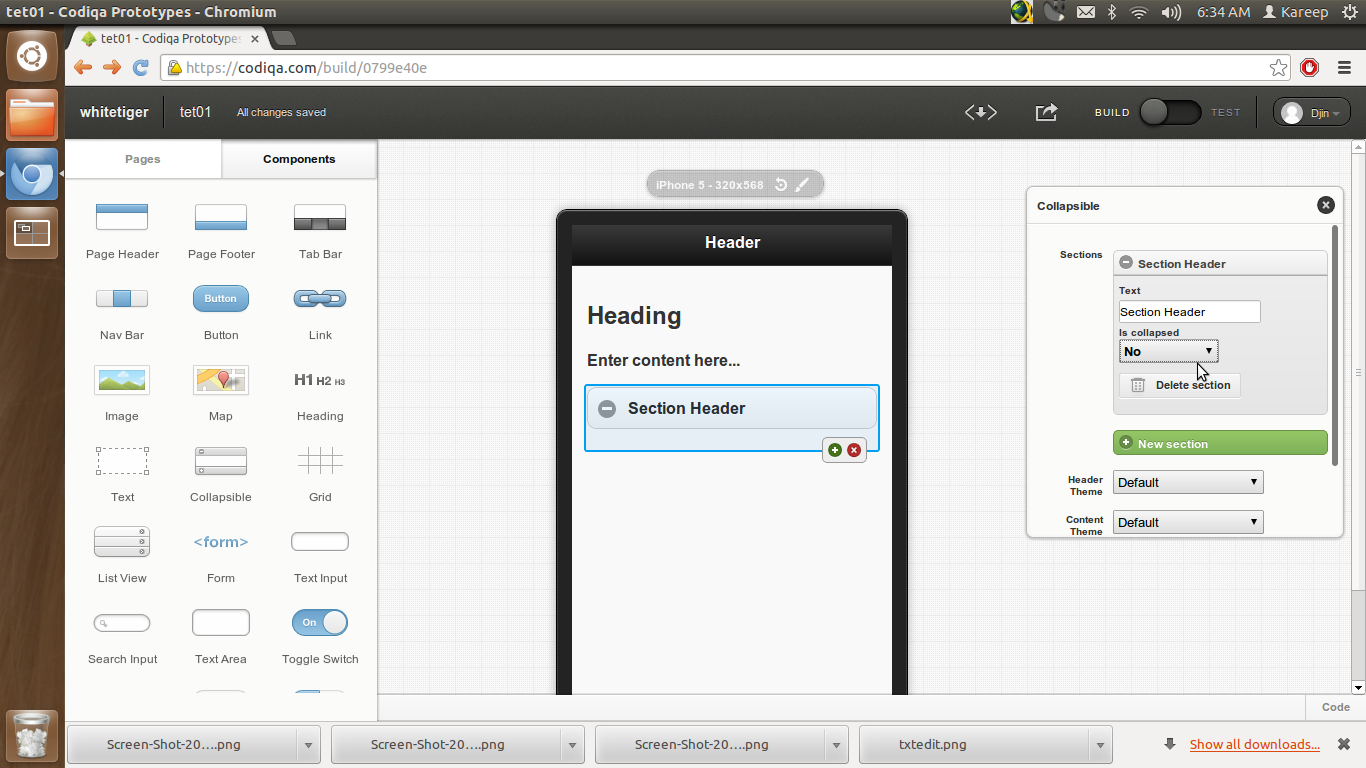 tet01 - Codiqa Prototypes - Chromium
6:34 AM Kareep
tet01 - Codiqa Prototypes
https://codiqa.com/build/0799e40e
whitetiger tet01 All changes saved
BUILD TEST Djin
Pages Components
Page Header Page Footer Tab Bar
Button
Nav Bar Button Link
H1 H2 H3
Image Map Heading
Text Collapsible Grid
<form>
List View Form Text Input
On
Search Input Text Area Toggle Switch
iPhone 5 - 320x568
Header
Heading
Enter content here...
Section Header
Collapsible
Sections
Section Header
Text
Section Header
Is collapsed
No
Delete section
New section
Header Theme
Default
Content Theme
Default
Code
Screen-Shot-20....png Screen-Shot-20....png Screen-Shot-20....png txtedit.png Show all downloads...